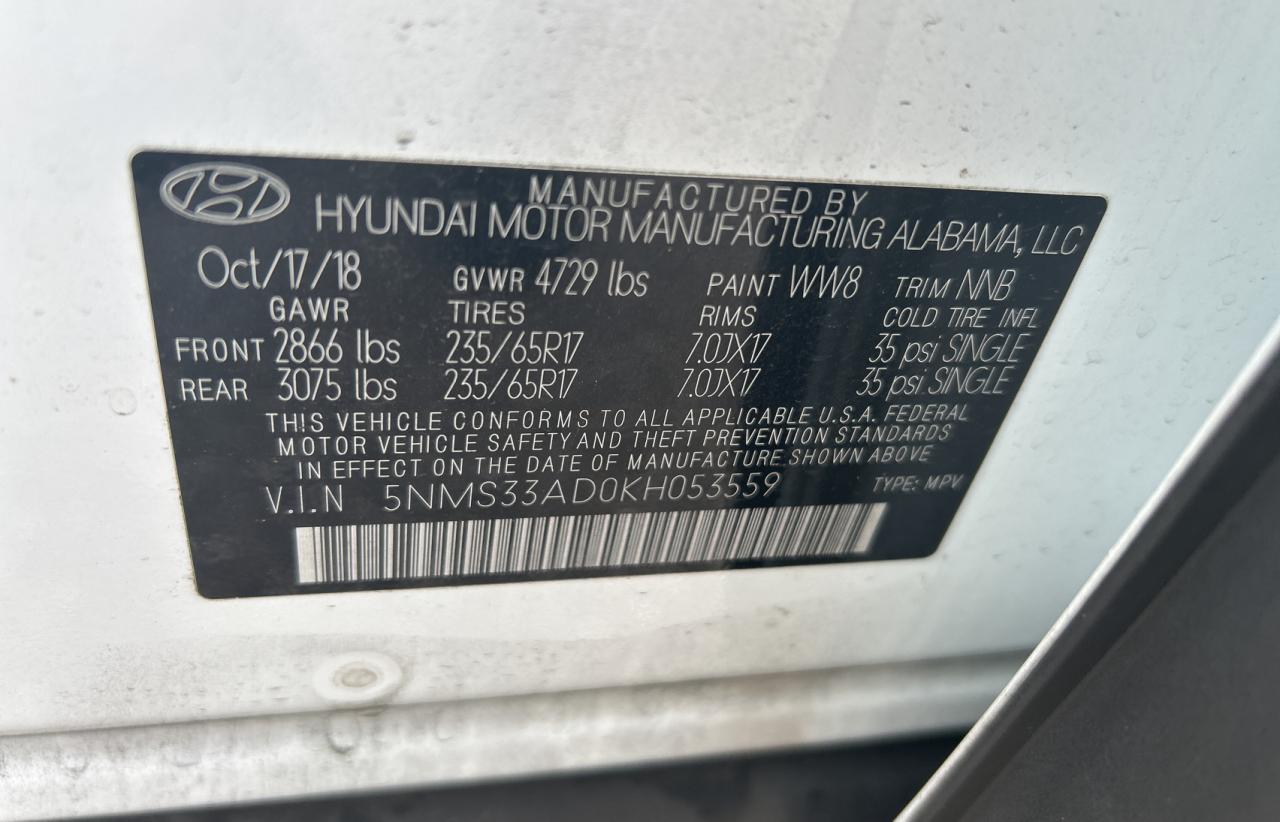 MANUFACTURED BY
HYUNDAI MOTOR MANUFACTURING ALABAMA, LLC
Oct/17/18 GVWR 4729 lbs PAINT WW8 TRIM NNB
GAWR TIRES RIMS COLD TIRE INFL
FRONT 2866 lbs 235/65R17 7.0JX17 35 psi SINGLE
REAR 3075 lbs 235/65R17 7.0JX17 35 psi SINGLE
THIS VEHICLE CONFORMS TO ALL APPLICABLE U.S.A. FEDERAL
MOTOR VEHICLE SAFETY AND THEFT PREVENTION STANDARDS
IN EFFECT ON THE DATE OF MANUFACTURE SHOWN ABOVE
V.I.N 5NMS33AD0KH053559 TYPE: MPV